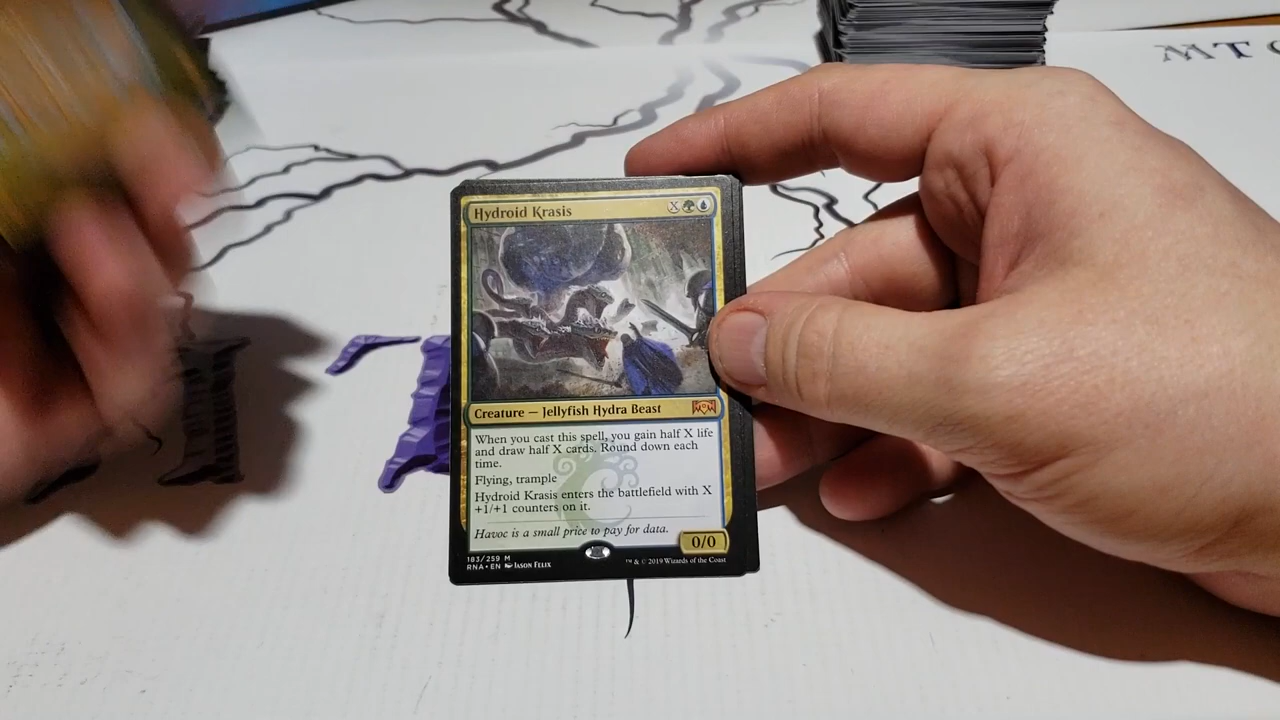 MTG
Hydroid Krasis
X
Creature — Jellyfish Hydra Beast
When you cast this spell, you gain half X life
and draw half X cards. Round down each
time.
Flying, trample
Hydroid Krasis enters the battlefield with X
+1/+1 counters on it.
Havoc is a small price to pay for data.
0/0
183/259 M
RNA • EN Jason Felix
™ & © 2019 Wizards of the Coast